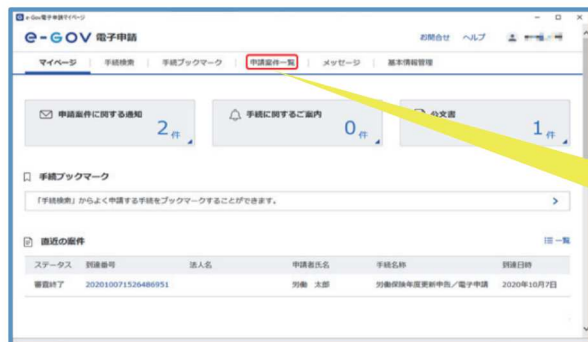 e-Gov電子申請マイページ
e-GOV 電子申請
お問合せ ヘルプ
マイページ 手続検索 手続ブックマーク 申請案件一覧 メッセージ 基本情報管理
申請案件に関する通知
2件
手続に関するご案内
0件
公文書
1件
手続ブックマーク
「手続検索」からよく申請する手続をブックマークすることができます。
直近の案件
一覧
ステータス 到達番号 法人名 申請者氏名 手続名称 到達日時
審査終了 202010071526486951 労働 太郎 労働保険年度更新申告/電子申請 2020年10月7日